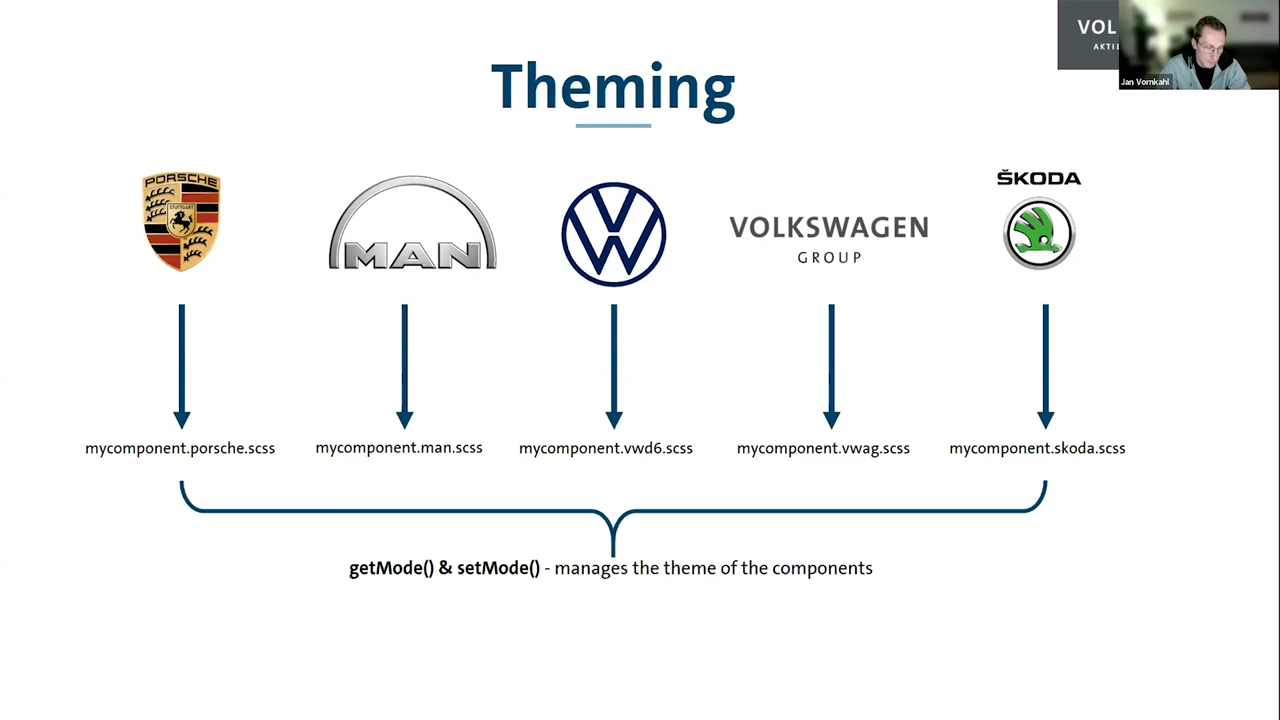 VOL
AKTIE
Jan Vornkahl
Theming
PORSCHE
STUTTGART
MAN
VOLKSWAGEN
GROUP
ŠKODA
mycomponent.porsche.scss
mycomponent.man.scss
mycomponent.vwd6.scss
mycomponent.vwag.scss
mycomponent.skoda.scss
getMode() & setMode() - manages the theme of the components